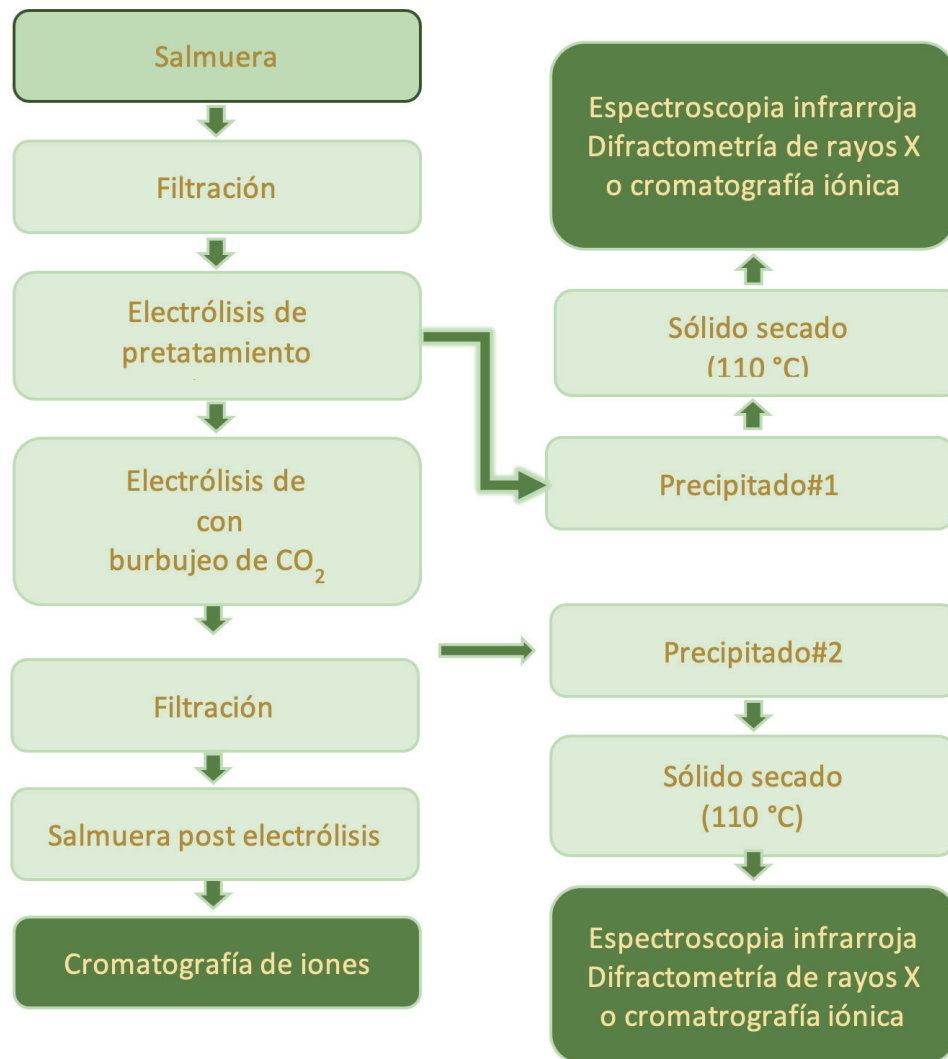 Salmuera
Filtración
Electrólisis de
pretatamiento
Electrólisis de
con
burbujeo de CO₂
Filtración
Salmuera post electrólisis
Cromatografía de iones
Espectroscopia infrarroja
Difractometría de rayos X
o cromatografía iónica
Sólido secado
(110 °C)
Precipitado#1
Precipitado#2
Sólido secado
(110 °C)
Espectroscopia infrarroja
Difractometría de rayos X
o cromatrografía iónica